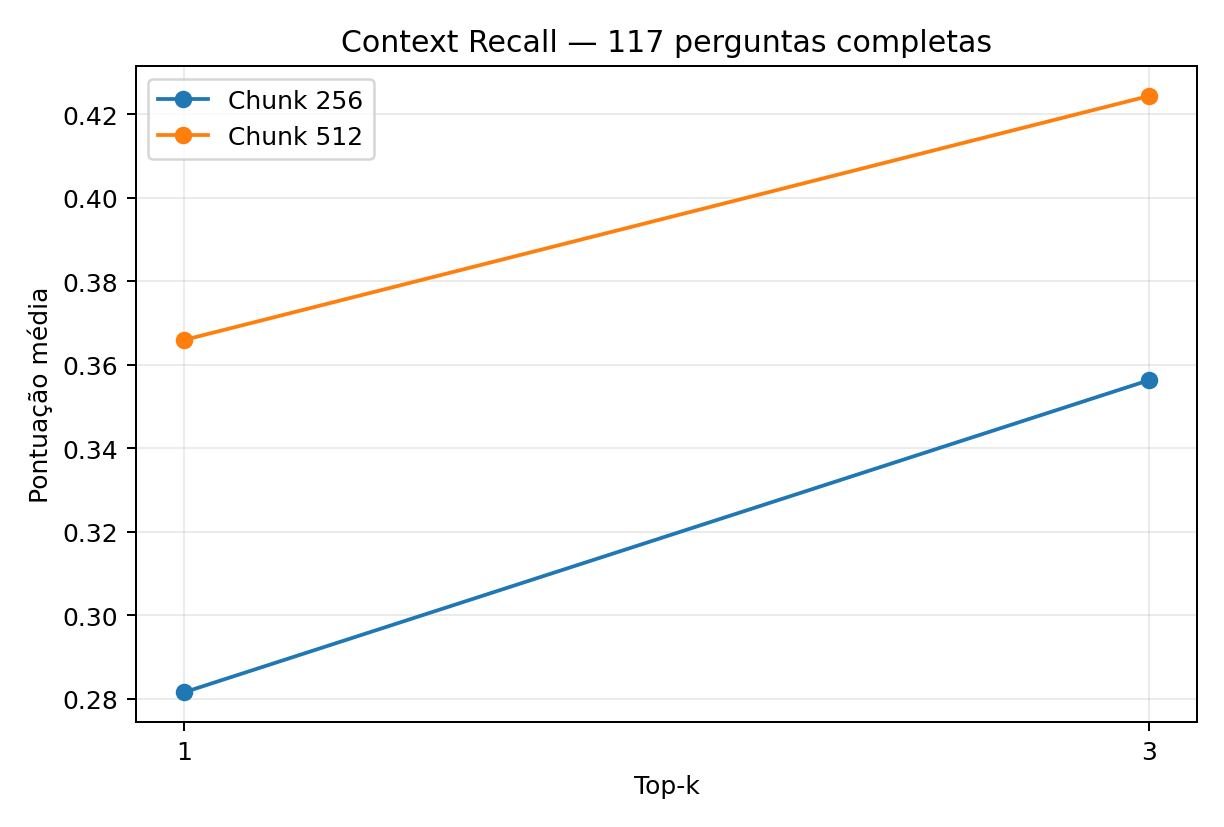 Context Recall — 117 perguntas completas
Chunk 256
Chunk 512
Pontuação média
0.42
0.40
0.38
0.36
0.34
0.32
0.30
0.28
1
3
Top-k